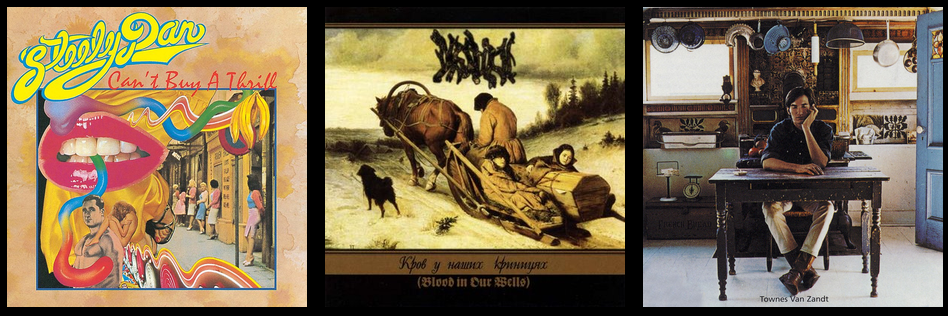 Steely Dan
Can't Buy A Thrill
Кров у наших криницях
(Blood in Our Wells)
Townes Van Zandt